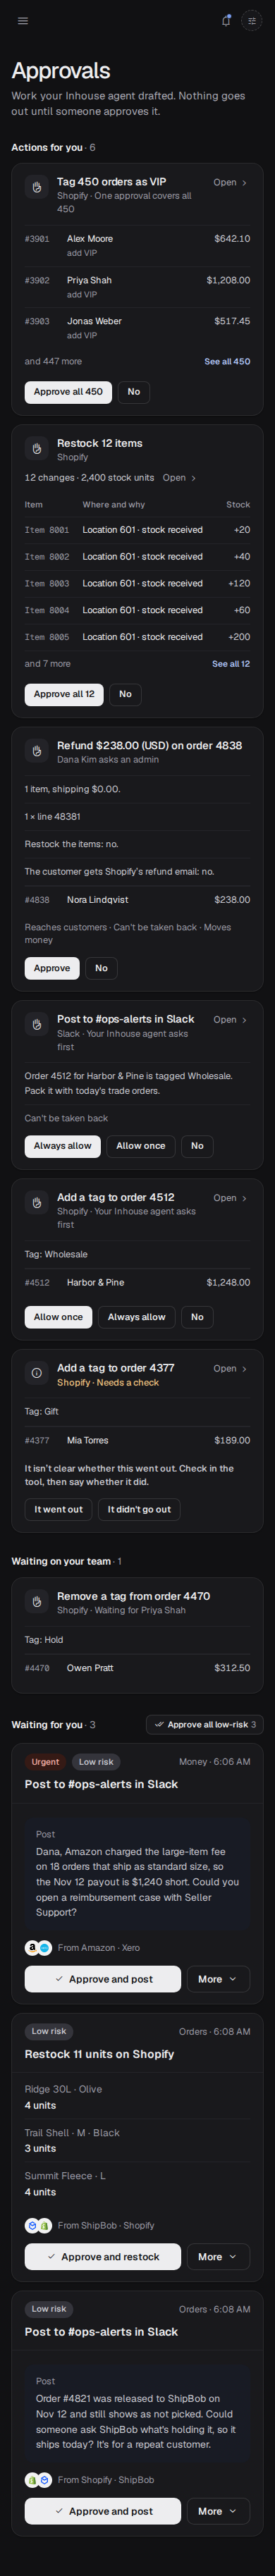 Approvals
Work your Inhouse agent drafted. Nothing goes
out until someone approves it.
Actions for you · 6
Tag 450 orders as VIP
Open
Shopify · One approval covers all
450
#3901 Alex Moore $642.10
add VIP
#3902 Priya Shah $1,208.00
add VIP
#3903 Jonas Weber $517.45
add VIP
and 447 more See all 450
Approve all 450 No
Restock 12 items
Shopify
12 changes · 2,400 stock units Open
Item Where and why Stock
Item 8001 Location 601 · stock received +20
Item 8002 Location 601 · stock received +40
Item 8003 Location 601 · stock received +120
Item 8004 Location 601 · stock received +60
Item 8005 Location 601 · stock received +200
and 7 more See all 12
Approve all 12 No
Refund $238.00 (USD) on order 4838
Dana Kim asks an admin
1 item, shipping $0.00.
1 × line 48381
Restock the items: no.
The customer gets Shopify's refund email: no.
#4838 Nora Lindqvist $238.00
Reaches customers · Can't be taken back · Moves
money
Approve No
Post to #ops-alerts in Slack Open
Slack · Your Inhouse agent asks
first
Order 4512 for Harbor & Pine is tagged Wholesale.
Pack it with today's trade orders.
Can't be taken back
Always allow Allow once No
Add a tag to order 4512 Open
Shopify · Your Inhouse agent asks
first
Tag: Wholesale
#4512 Harbor & Pine $1,248.00
Allow once Always allow No
Add a tag to order 4377 Open
Shopify · Needs a check
Tag: Gift
#4377 Mia Torres $189.00
It isn't clear whether this went out. Check in the
tool, then say whether it did.
It went out It didn't go out
Waiting on your team · 1
Remove a tag from order 4470
Shopify · Waiting for Priya Shah
Tag: Hold
#4470 Owen Pratt $312.50
Waiting for you · 3 Approve all low-risk 3
Urgent Low risk Money · 6:06 AM
Post to #ops-alerts in Slack
Post
Dana, Amazon charged the large-item fee
on 18 orders that ship as standard size, so
the Nov 12 payout is $1,240 short. Could you
open a reimbursement case with Seller
Support?
From Amazon · Xero
Approve and post More
Low risk Orders · 6:08 AM
Restock 11 units on Shopify
Ridge 30L · Olive
4 units
Trail Shell · M · Black
3 units
Summit Fleece · L
4 units
From ShipBob · Shopify
Approve and restock More
Low risk Orders · 6:08 AM
Post to #ops-alerts in Slack
Post
Order #4821 was released to ShipBob on
Nov 12 and still shows as not picked. Could
someone ask ShipBob what's holding it, so it
ships today? It's for a repeat customer.
From Shopify · ShipBob
Approve and post More